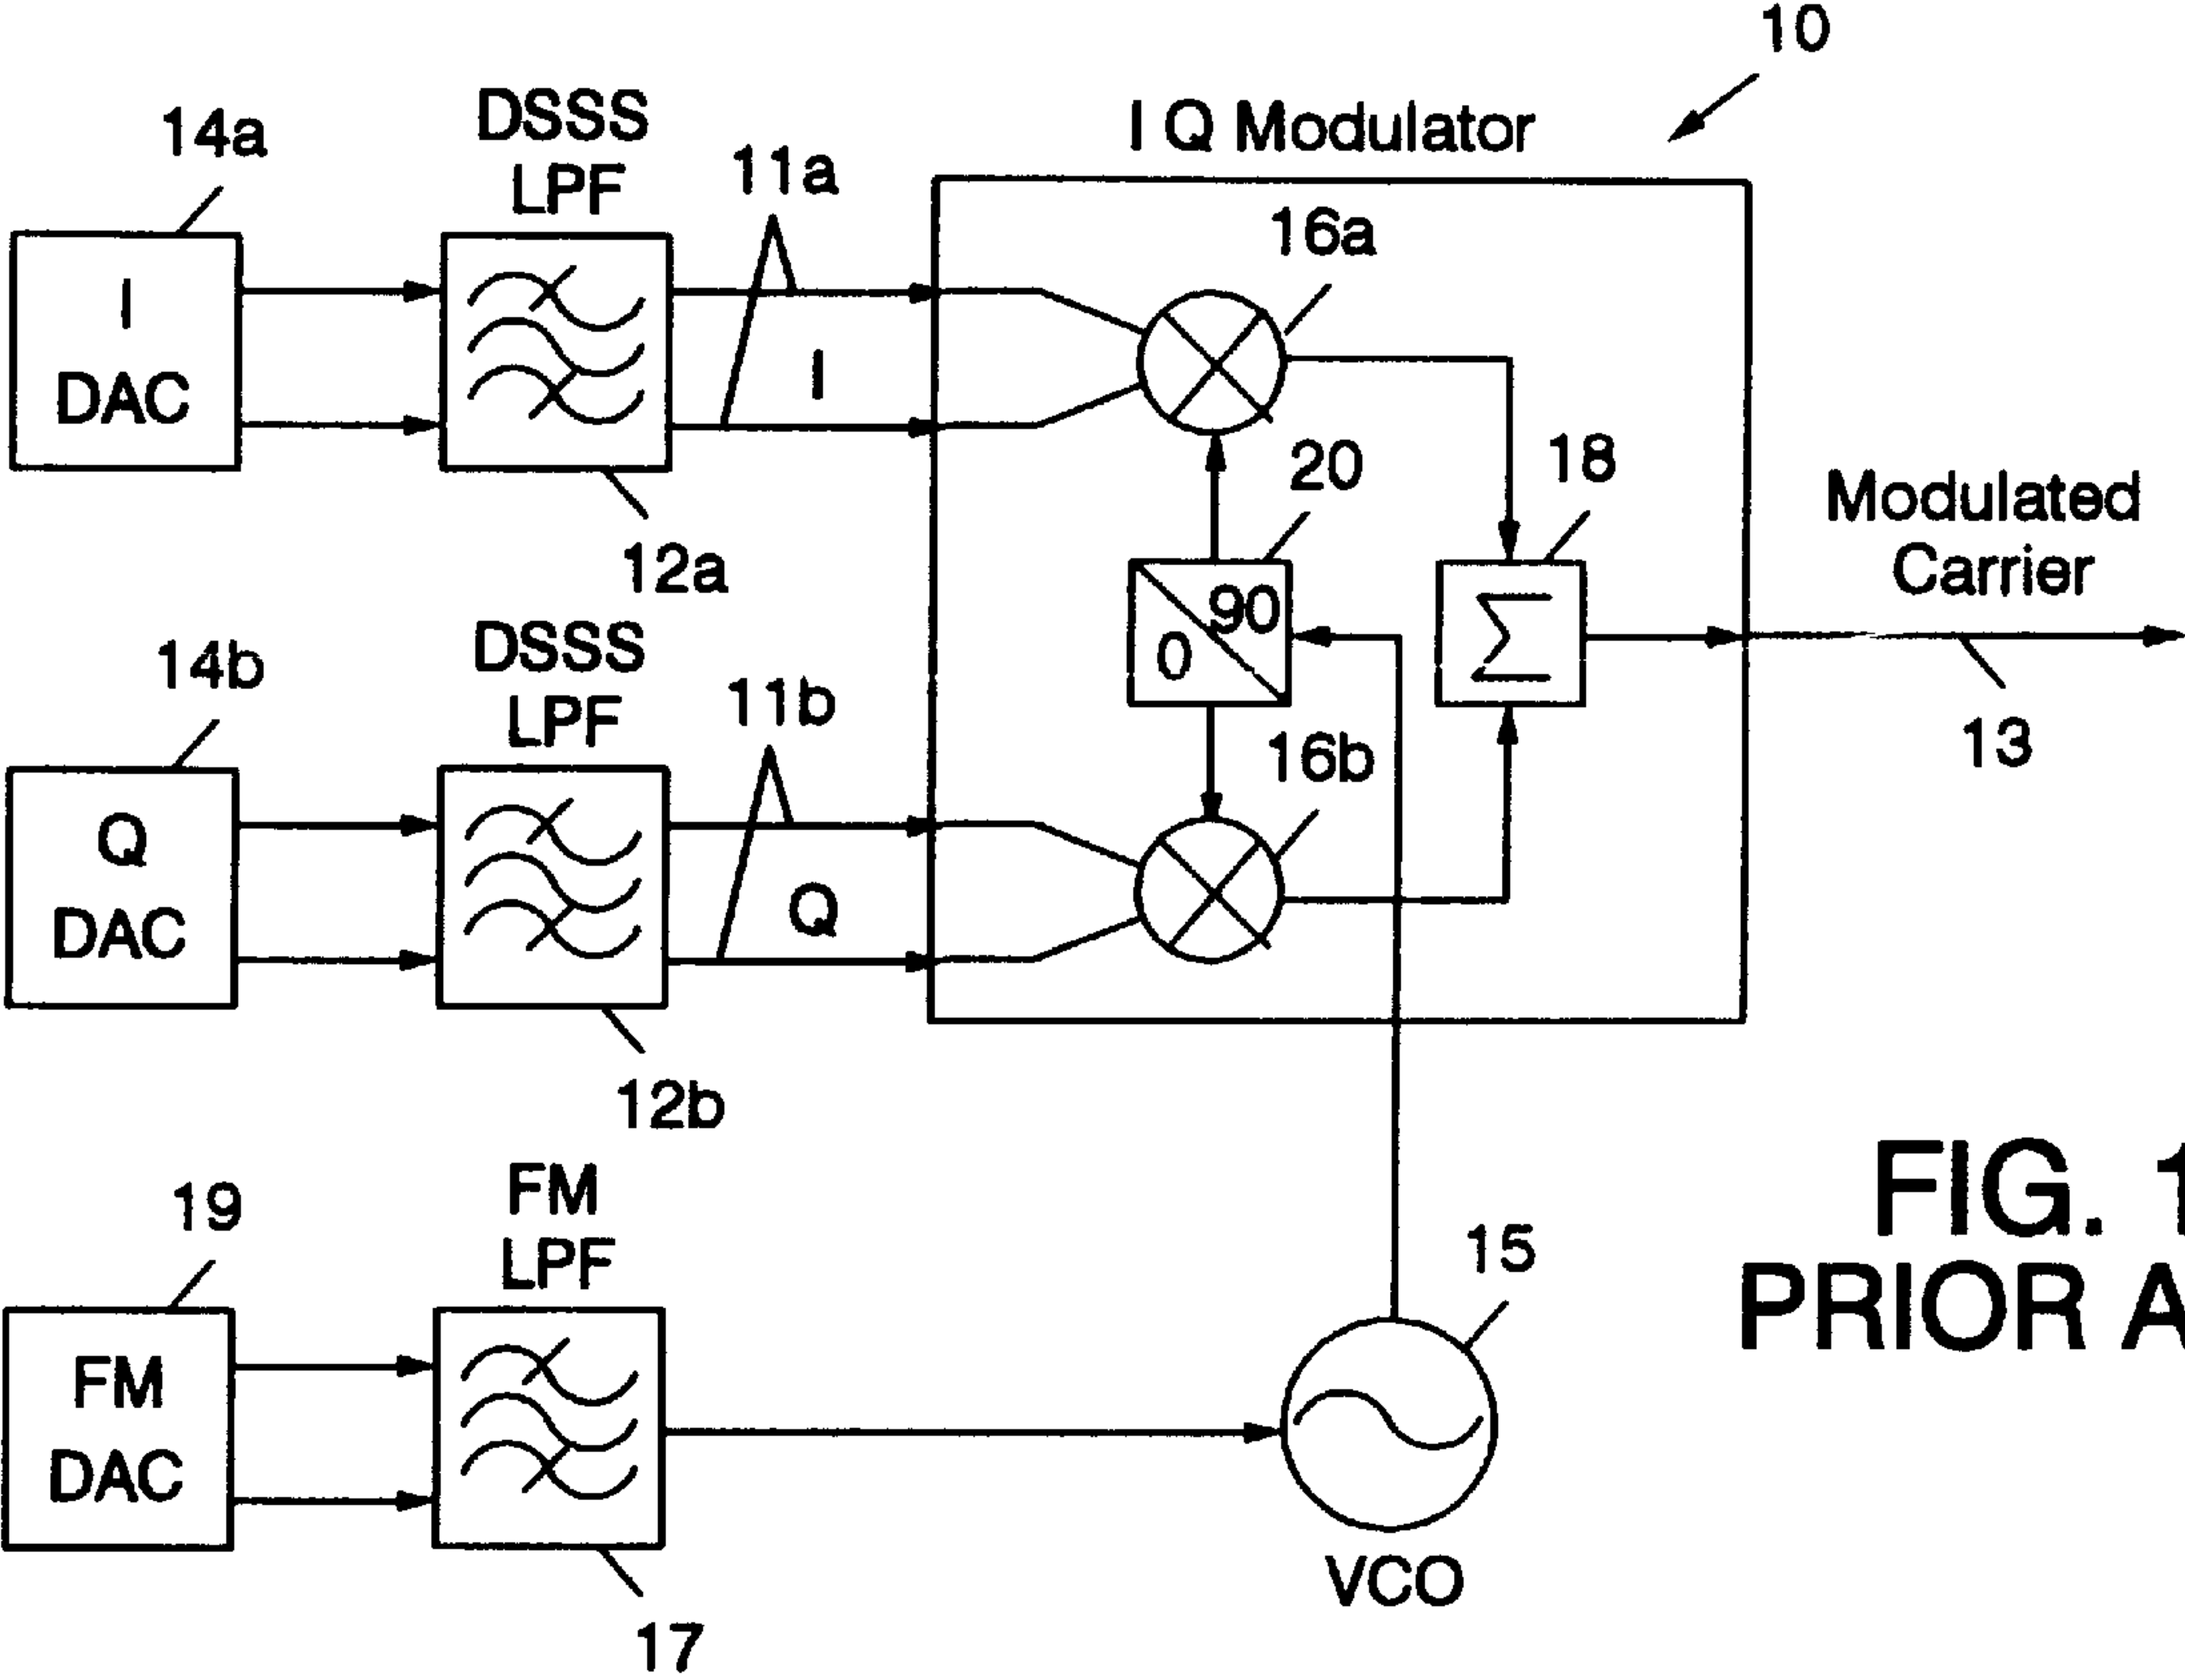 10
I Q Modulator
14a
DSSS
LPF
11a
16a
I
DAC
I
12a
20
18
90
0
Σ
Modulated
Carrier
13
14b
DSSS
LPF
11b
16b
Q
DAC
Q
12b
19
FM
LPF
15
FM
DAC
17
VCO
FIG. 1
PRIOR A